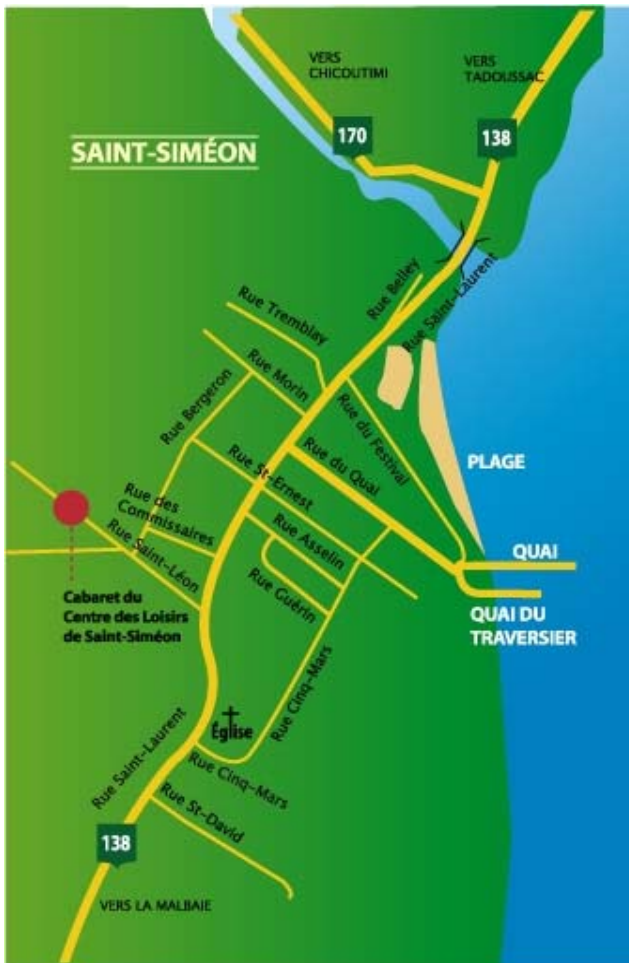 VERS
CHICOUTIMI
VERS
TADOUSSAC
170
138
SAINT-SIMÉON
Rue Belley
Rue Saint-Laurent
Rue Tremblay
Rue Morin
Rue Bergeron
Rue du Festival
Rue du Quai
PLAGE
Rue St-Ernest
Rue des
Commissaires
Rue Asselin
QUAI
Rue Saint-Léon
Rue Guérin
Cabaret du
Centre des Loisirs
de Saint-Siméon
QUAI DU
TRAVERSIER
Rue Cinq-Mars
Église
Rue Saint-Laurent
Rue Cinq-Mars
Rue St-David
138
VERS LA MALBAIE